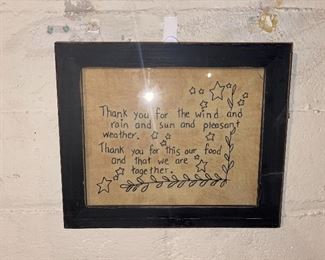 Thank you for the wind and
rain and sun and pleasant
weather.
Thank you for this our food
and that we are
together.